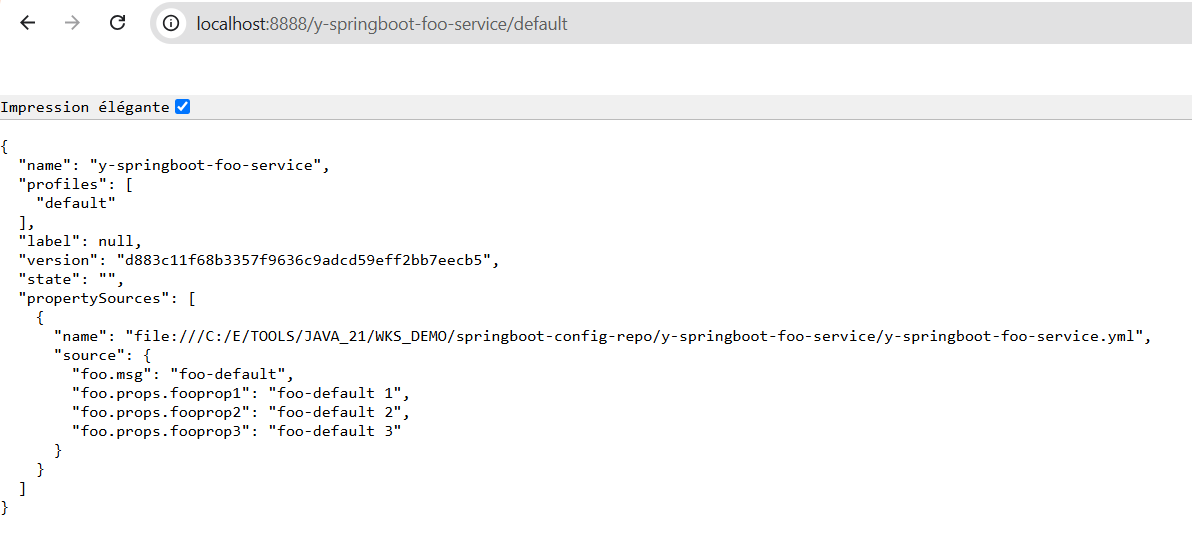 localhost:8888/y-springboot-foo-service/default
Impression élégante
{
  "name": "y-springboot-foo-service",
  "profiles": [
    "default"
  ],
  "label": null,
  "version": "d883c11f68b3357f9636c9adcd59eff2bb7eecb5",
  "state": "",
  "propertySources": [
    {
      "name": "file:///C:/E/TOOLS/JAVA_21/WKS_DEMO/springboot-config-repo/y-springboot-foo-service/y-springboot-foo-service.yml",
      "source": {
        "foo.msg": "foo-default",
        "foo.props.fooprop1": "foo-default 1",
        "foo.props.fooprop2": "foo-default 2",
        "foo.props.fooprop3": "foo-default 3"
      }
    }
  ]
}